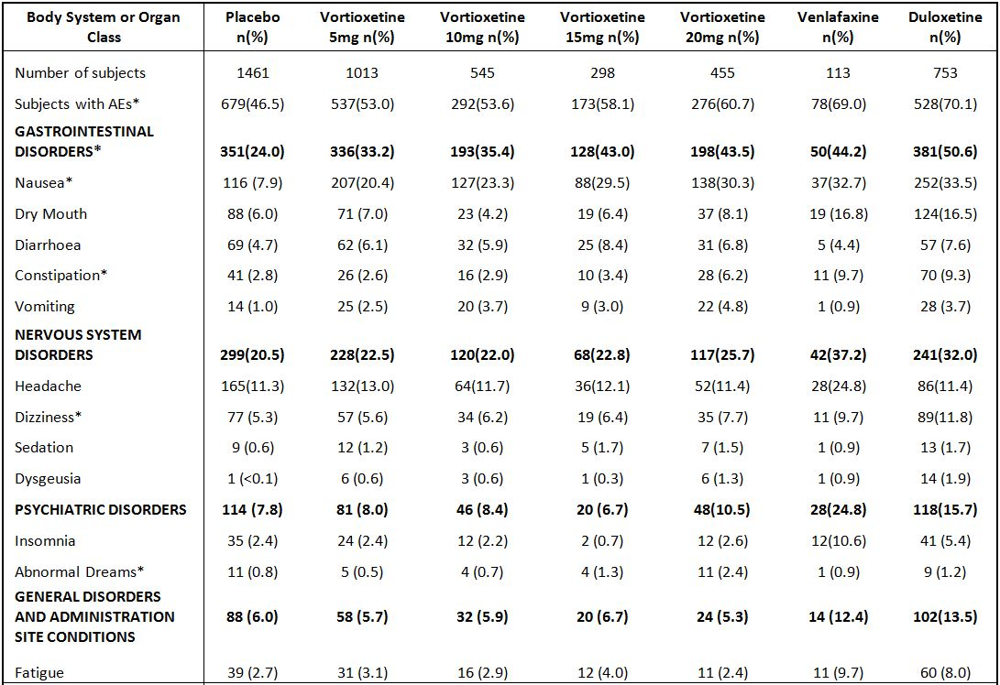 Body System or Organ Class Placebo n(%) Vortioxetine 5mg n(%) Vortioxetine 10mg n(%) Vortioxetine 15mg n(%) Vortioxetine 20mg n(%) Venlafaxine n(%) Duloxetine n(%)
Number of subjects 1461 1013 545 298 455 113 753
Subjects with AEs* 679(46.5) 537(53.0) 292(53.6) 173(58.1) 276(60.7) 78(69.0) 528(70.1)
GASTROINTESTINAL
DISORDERS* 351(24.0) 336(33.2) 193(35.4) 128(43.0) 198(43.5) 50(44.2) 381(50.6)
Nausea* 116 (7.9) 207(20.4) 127(23.3) 88(29.5) 138(30.3) 37(32.7) 252(33.5)
Dry Mouth 88 (6.0) 71 (7.0) 23 (4.2) 19 (6.4) 37 (8.1) 19 (16.8) 124(16.5)
Diarrhoea 69 (4.7) 62 (6.1) 32 (5.9) 25 (8.4) 31 (6.8) 5 (4.4) 57 (7.6)
Constipation* 41 (2.8) 26 (2.6) 16 (2.9) 10 (3.4) 28 (6.2) 11 (9.7) 70 (9.3)
Vomiting 14 (1.0) 25 (2.5) 20 (3.7) 9 (3.0) 22 (4.8) 1 (0.9) 28 (3.7)
NERVOUS SYSTEM
DISORDERS 299(20.5) 228(22.5) 120(22.0) 68(22.8) 117(25.7) 42(37.2) 241(32.0)
Headache 165(11.3) 132(13.0) 64(11.7) 36(12.1) 52(11.4) 28(24.8) 86(11.4)
Dizziness* 77 (5.3) 57 (5.6) 34 (6.2) 19 (6.4) 35 (7.7) 11 (9.7) 89(11.8)
Sedation 9 (0.6) 12 (1.2) 3 (0.6) 5 (1.7) 7 (1.5) 1 (0.9) 13 (1.7)
Dysgeusia 1 (<0.1) 6 (0.6) 3 (0.6) 1 (0.3) 6 (1.3) 1 (0.9) 14 (1.9)
PSYCHIATRIC DISORDERS 114 (7.8) 81 (8.0) 46 (8.4) 20 (6.7) 48(10.5) 28(24.8) 118(15.7)
Insomnia 35 (2.4) 24 (2.4) 12 (2.2) 2 (0.7) 12 (2.6) 12(10.6) 41 (5.4)
Abnormal Dreams* 11 (0.8) 5 (0.5) 4 (0.7) 4 (1.3) 11 (2.4) 1 (0.9) 9 (1.2)
GENERAL DISORDERS
AND ADMINISTRATION 88 (6.0) 58 (5.7) 32 (5.9) 20 (6.7) 24 (5.3) 14 (12.4) 102(13.5)
SITE CONDITIONS
Fatigue 39 (2.7) 31 (3.1) 16 (2.9) 12 (4.0) 11 (2.4) 11 (9.7) 60 (8.0)